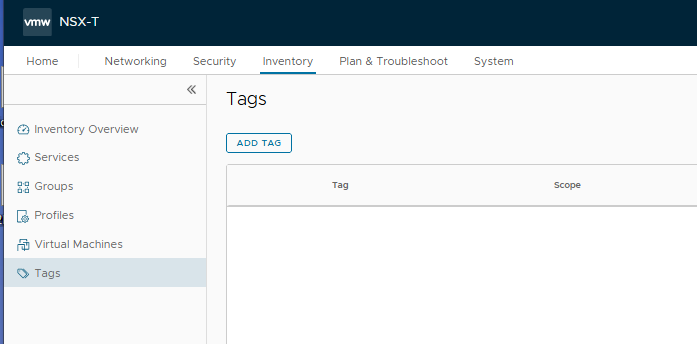 vmw NSX-T
Home Networking Security Inventory Plan & Troubleshoot System
Inventory Overview
Services
Groups
Profiles
Virtual Machines
Tags
Tags
ADD TAG
Tag Scope